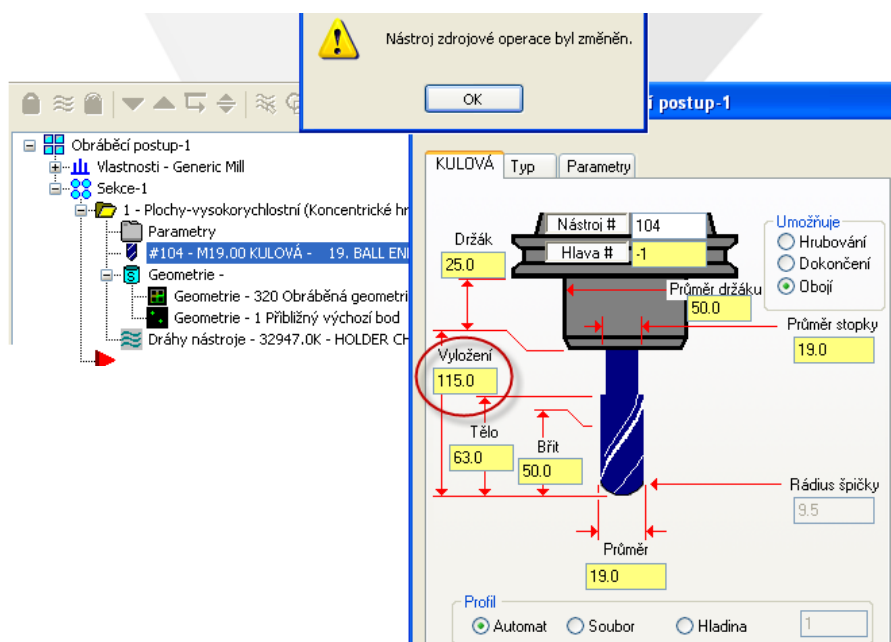 Nástroj zdrojové operace byl změněn.
OK
í postup-1
Obráběcí postup-1
Vlastnosti - Generic Mill
Sekce-1
1 - Plochy-vysokorychlostní (Koncentrické hr
Parametry
#104 - M19.00 KULOVÁ - 19. BALL EN
Geometrie -
Geometrie - 320 Obráběná geometri
Geometrie - 1 Přibližný výchozí bod
Dráhy nástroje - 32947.0K - HOLDER CH
KULOVÁ Typ Parametry
Nástroj # 104
Hlava # -1
Držák
25.0
Umožňuje
Hrubování
Dokončení
Obojí
Průměr držáku
50.0
Průměr stopky
19.0
Vyložení
115.0
Tělo
63.0
Břit
50.0
Rádius špičky
9.5
Průměr
19.0
Profil
Automat Soubor Hladina 1